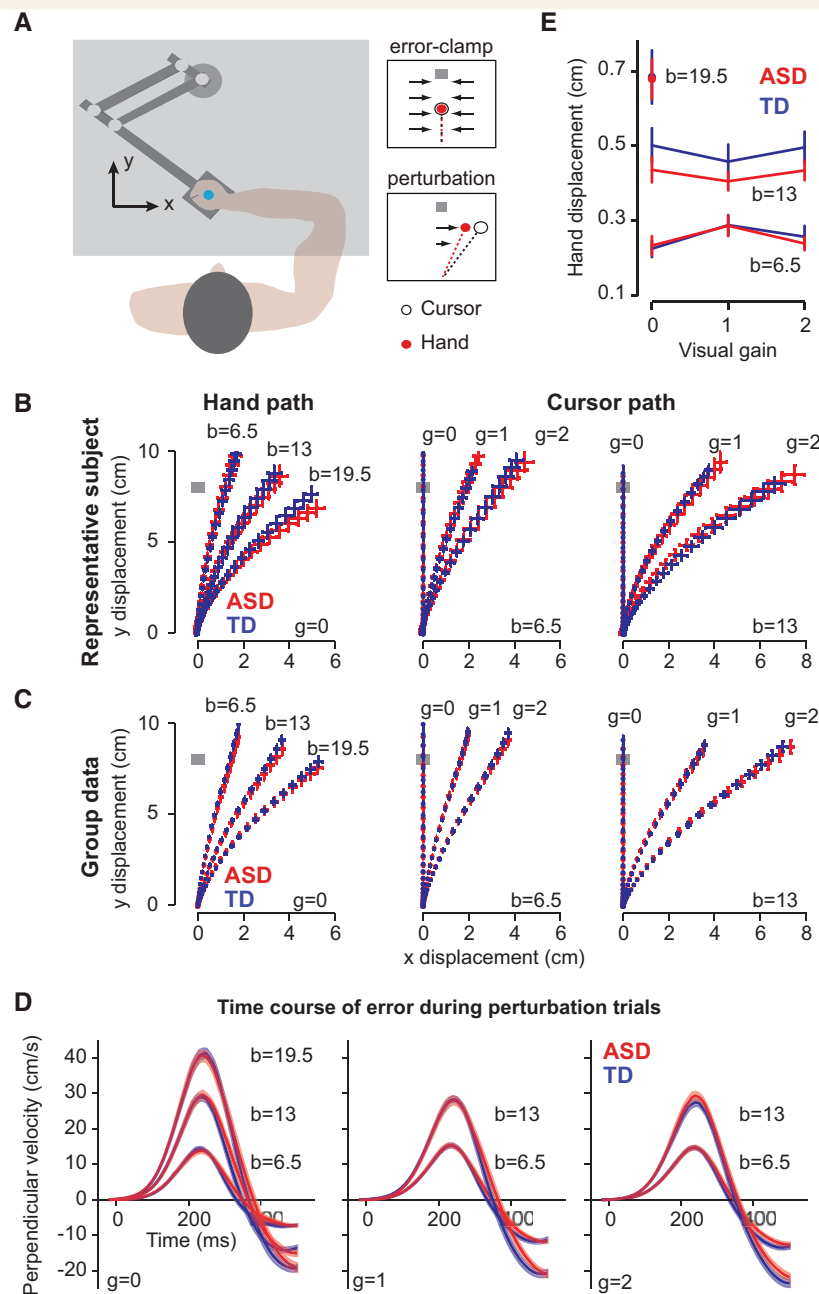 A
y
x
error-clamp
perturbation
Cursor
Hand
E
Hand displacement (cm)
0.7
0.5
0.3
0.1
b=19.5
ASD
TD
b=13
b=6.5
0 1 2
Visual gain
B
Hand path
Cursor path
Representative subject
y displacement (cm)
10
5
0
b=6.5
b=13
b=19.5
ASD
TD
g=0
0 2 4 6
g=0 g=1 g=2
b=6.5
0 2 4 6
g=0
g=1
g=2
b=13
0 2 4 6 8
C
Group data
y displacement (cm)
10
5
0
b=6.5
b=13
b=19.5
ASD
TD
g=0
0 2 4 6
g=0 g=1 g=2
b=6.5
0 2 4 6
g=0 g=1 g=2
b=13
0 2 4 6 8
x displacement (cm)
D
Time course of error during perturbation trials
Perpendicular velocity (cm/s)
40
30
20
10
0
-10
-20
b=19.5
b=13
b=6.5
0 200
Time (ms)
g=0
b=13
b=6.5
0 200
g=1
ASD
TD
b=13
b=6.5
0 200
g=2